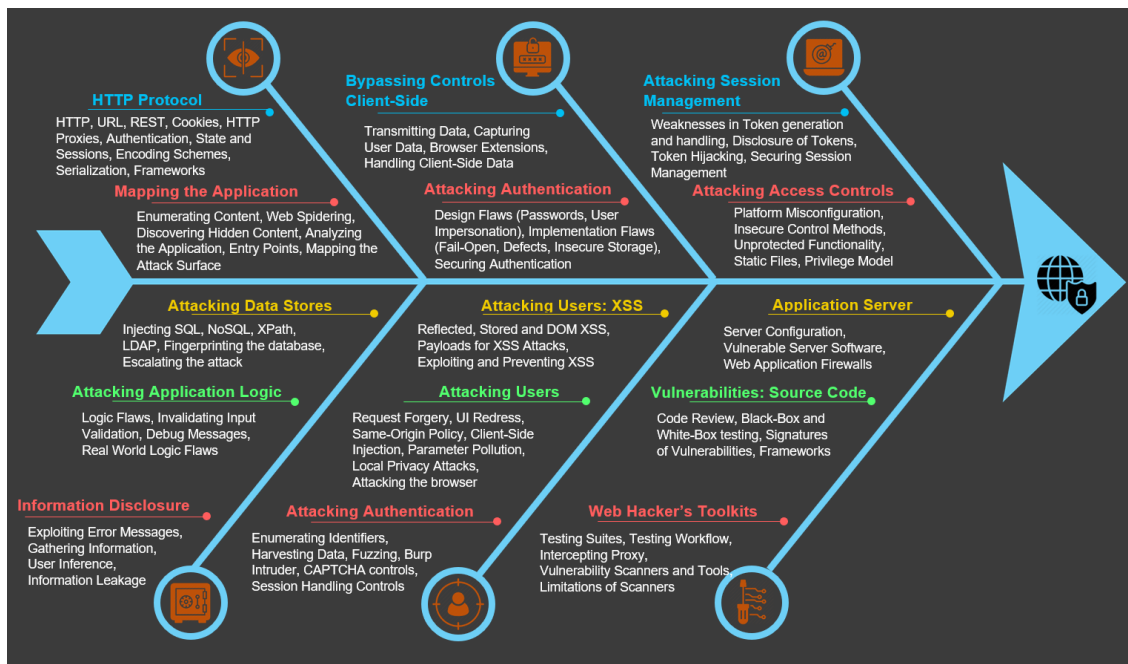 HTTP Protocol
HTTP, URL, REST, Cookies, HTTP
Proxies, Authentication, State and
Sessions, Encoding Schemes,
Serialization, Frameworks
Mapping the Application
Enumerating Content, Web Spidering,
Discovering Hidden Content, Analyzing
the Application, Entry Points, Mapping the
Attack Surface
Bypassing Controls
Client-Side
Transmitting Data, Capturing
User Data, Browser Extensions,
Handling Client-Side Data
Attacking Authentication
Design Flaws (Passwords, User
Impersonation), Implementation Flaws
(Fail-Open, Defects, Insecure Storage),
Securing Authentication
Attacking Session
Management
Weaknesses in Token generation
and handling, Disclosure of Tokens,
Token Hijacking, Securing Session
Management
Attacking Access Controls
Platform Misconfiguration,
Insecure Control Methods,
Unprotected Functionality,
Static Files, Privilege Model
Attacking Data Stores
Injecting SQL, NoSQL, XPath,
LDAP, Fingerprinting the database,
Escalating the attack
Attacking Application Logic
Logic Flaws, Invalidating Input
Validation, Debug Messages,
Real World Logic Flaws
Information Disclosure
Exploiting Error Messages,
Gathering Information,
User Inference,
Information Leakage
Attacking Users: XSS
Reflected, Stored and DOM XSS,
Payloads for XSS Attacks,
Exploiting and Preventing XSS
Attacking Users
Request Forgery, UI Redress,
Same-Origin Policy, Client-Side
Injection, Parameter Pollution,
Local Privacy Attacks,
Attacking the browser
Attacking Authentication
Enumerating Identifiers,
Harvesting Data, Fuzzing, Burp
Intruder, CAPTCHA controls,
Session Handling Controls
Application Server
Server Configuration,
Vulnerable Server Software,
Web Application Firewalls
Vulnerabilities: Source Code
Code Review, Black-Box and
White-Box testing, Signatures
of Vulnerabilities, Frameworks
Web Hacker's Toolkits
Testing Suites, Testing Workflow,
Intercepting Proxy,
Vulnerability Scanners and Tools,
Limitations of Scanners